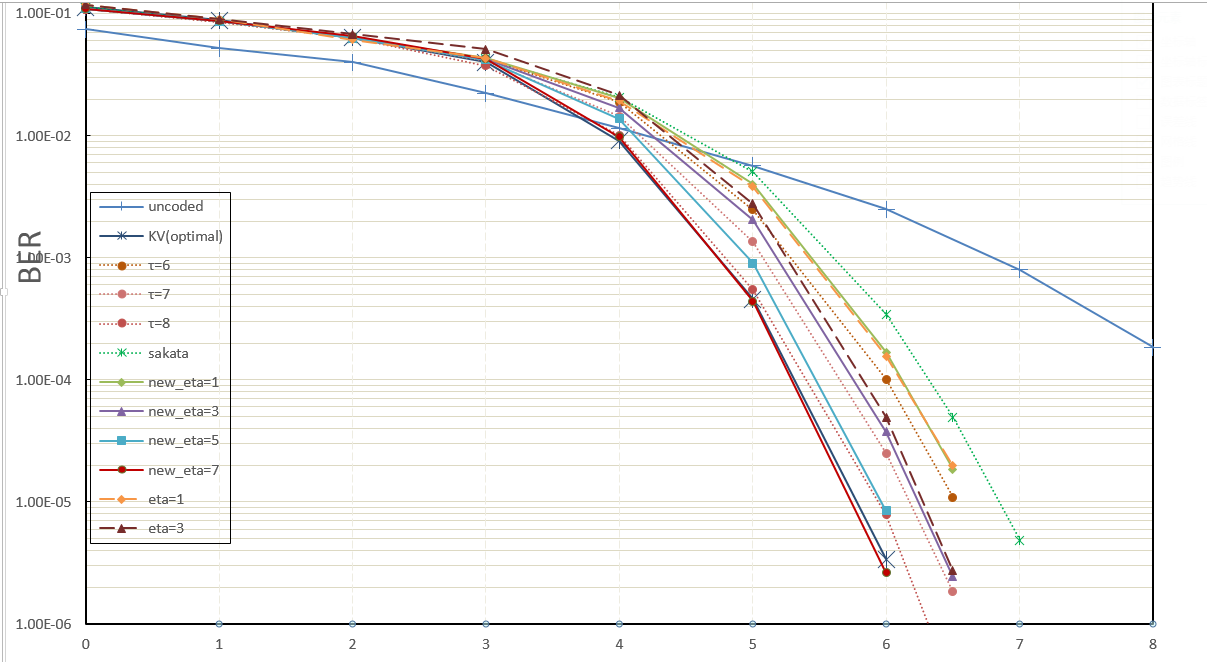 1.00E-01
1.00E-02
1.00E-03
1.00E-04
1.00E-05
1.00E-06
BER
uncoded
KV(optimal)
τ=6
τ=7
τ=8
sakata
new_eta=1
new_eta=3
new_eta=5
new_eta=7
eta=1
eta=3
0 1 2 3 4 5 6 7 8